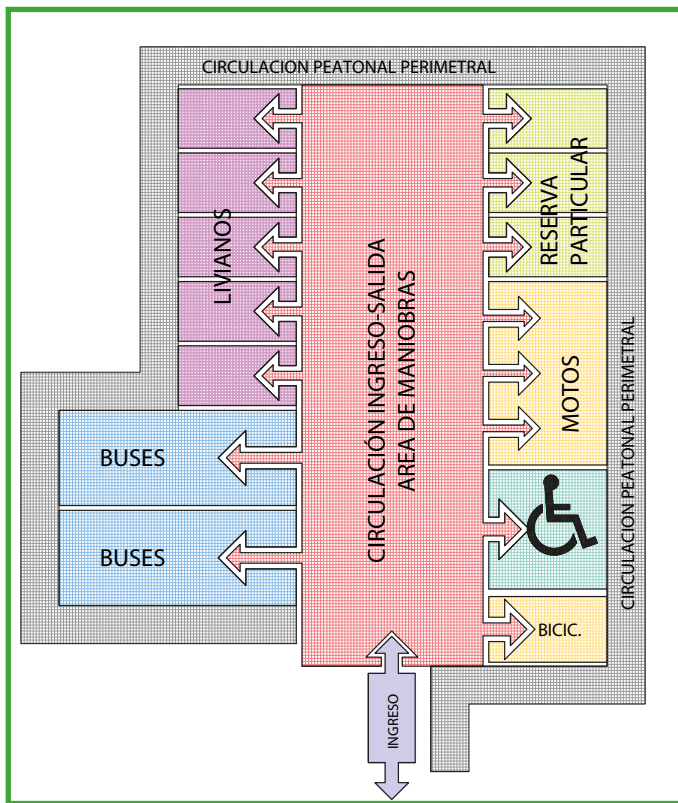 CIRCULACION PEATONAL PERIMETRAL
LIVIANOS
RESERVA
PARTICULAR
CIRCULACIÓN INGRESO-SALIDA
AREA DE MANIOBRAS
MOTOS
CIRCULACION PEATONAL PERIMETRAL
BUSES
BUSES
BICIC.
INGRESO